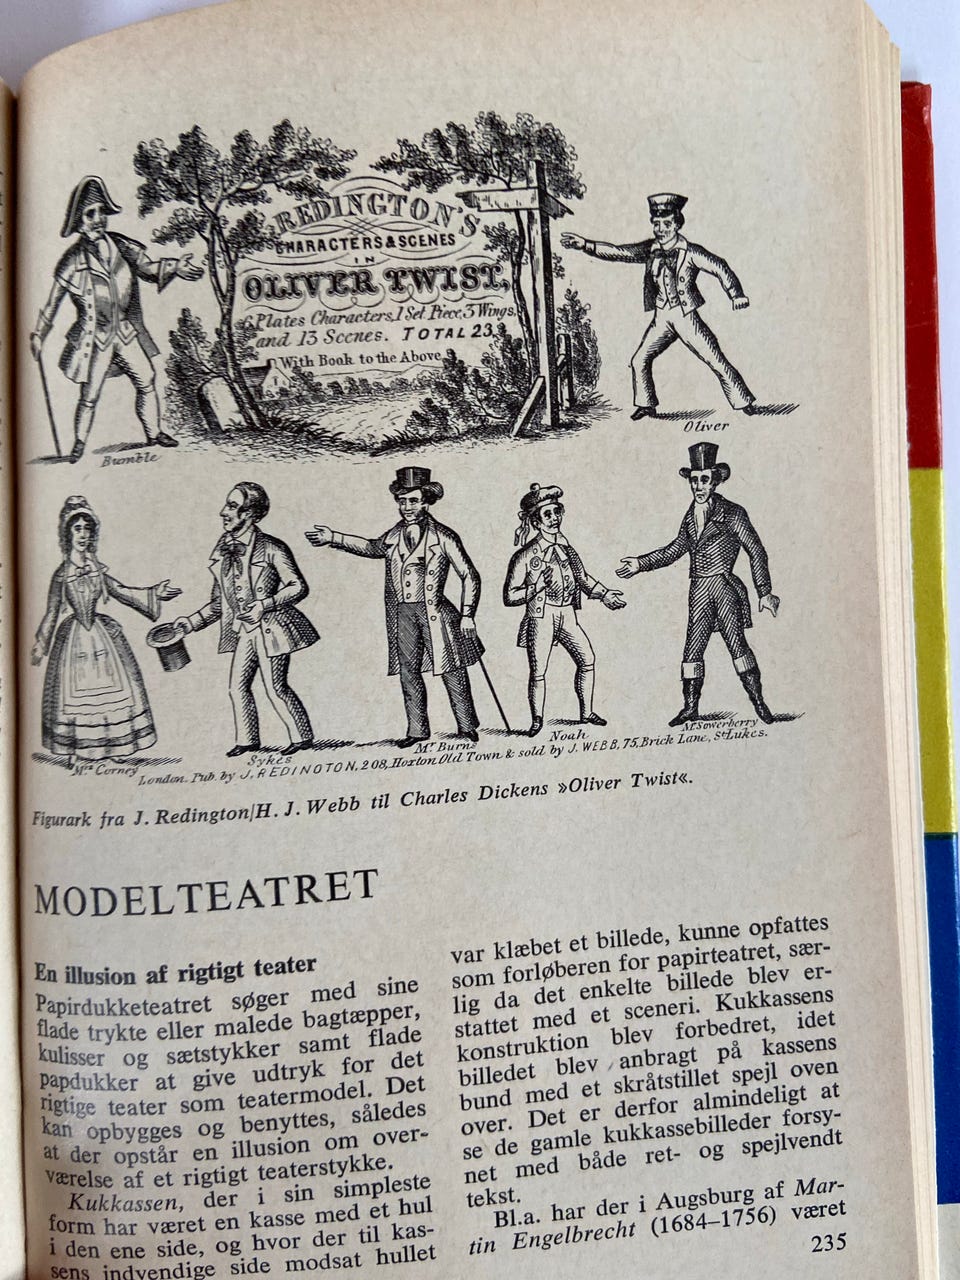 REDINGTON'S
CHARACTERS & SCENES
IN
OLIVER TWIST,
6 Plates Characters, 1 Set Piece, 3 Wings,
and 13 Scenes. TOTAL 23.
With Book to the Above
Bumble
Oliver
Mrs Corney
Sykes
Mr Burns
Noah
Mr Sowerberry
London. Pub. by J. REDINGTON, 208, Hoxton Old Town & sold by J. WEBB, 75, Brick Lane, St Lukes.
Figurark fra J. Redington/H. J. Webb til Charles Dickens »Oliver Twist«.
MODELTEATRET
En illusion af rigtigt teater
Papirdukketeatret søger med sine
flade trykte eller malede bagtæpper,
kulisser og sætstykker samt flade
papdukker at give udtryk for det
rigtige teater som teatermodel. Det
kan opbygges og benyttes, således
at der opstår en illusion om over-
værelse af et rigtigt teaterstykke.
Kukkassen, der i sin simpleste
form har været en kasse med et hul
i den ene side, og hvor der til kas-
sens indvendige side modsat hullet
var klæbet et billede, kunne opfattes
som forløberen for papirteatret, sær-
lig da det enkelte billede blev er-
stattet med et sceneri. Kukkassens
konstruktion blev forbedret, idet
billedet blev anbragt på kassens
bund med et skråtstillet spejl oven
over. Det er derfor almindeligt at
se de gamle kukkassebilleder forsy-
net med både ret- og spejlvendt
tekst.
Bl.a. har der i Augsburg af Mar-
tin Engelbrecht (1684–1756) været
235